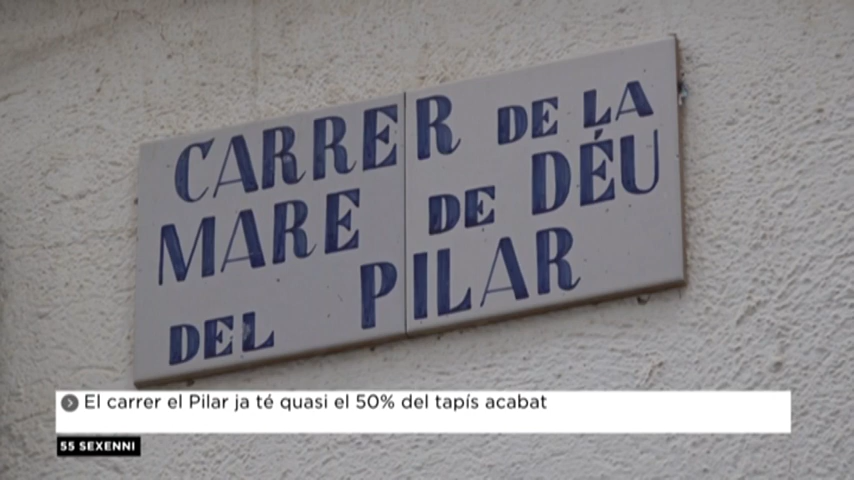 CARRER DE LA
MARE DE DÉU
DEL PILAR
El carrer el Pilar ja té quasi el 50% del tapís acabat
55 SEXENNI